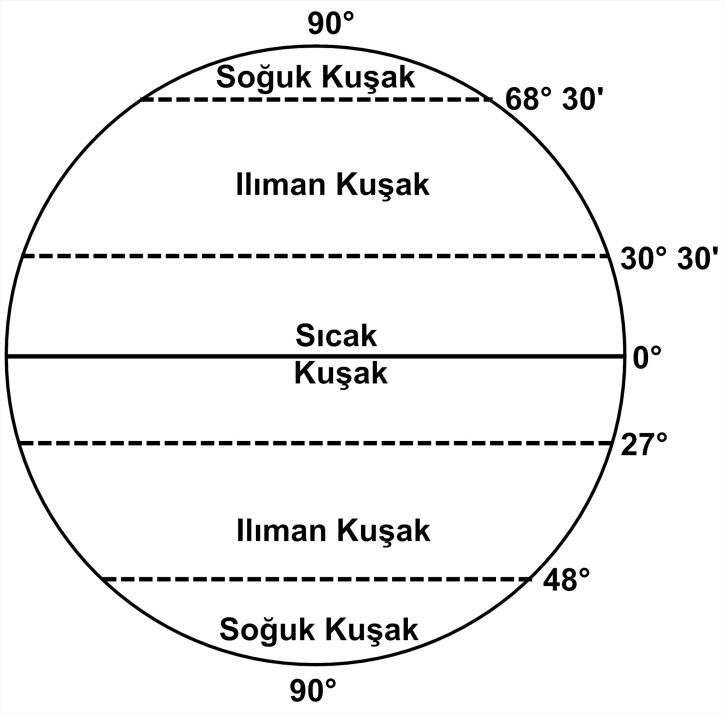 90°
Soğuk Kuşak
68° 30'
Ilıman Kuşak
30° 30'
Sıcak
0°
Kuşak
27°
Ilıman Kuşak
48°
Soğuk Kuşak
90°